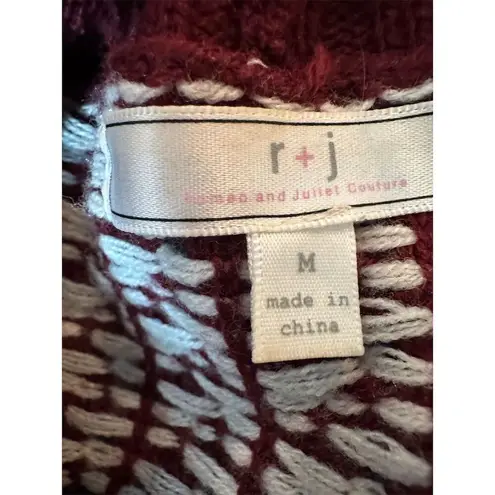 r + j
Romeo and Juliet Couture
M
made in
china